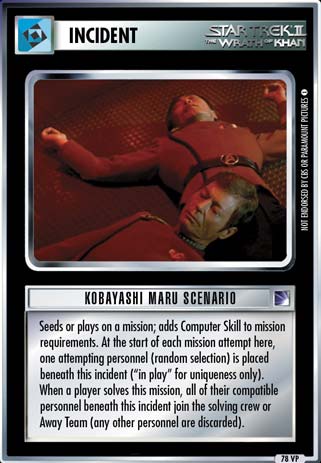 INCIDENT
STAR TREK II
THE WRATH OF KHAN
NOT ENDORSED BY CBS OR PARAMOUNT PICTURES
KOBAYASHI MARU SCENARIO
Seeds or plays on a mission; adds Computer Skill to mission
requirements. At the start of each mission attempt here,
one attempting personnel (random selection) is placed
beneath this incident ("in play" for uniqueness only).
When a player solves this mission, all of their compatible
personnel beneath this incident join the solving crew or
Away Team (any other personnel are discarded).
78 VP